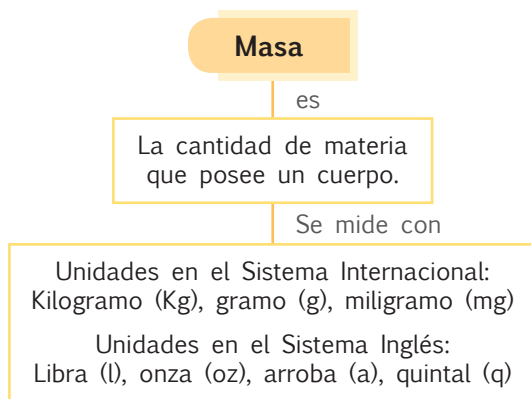 Masa
es
La cantidad de materia
que posee un cuerpo.
Se mide con
Unidades en el Sistema Internacional:
Kilogramo (Kg), gramo (g), miligramo (mg)
Unidades en el Sistema Inglés:
Libra (l), onza (oz), arroba (a), quintal (q)